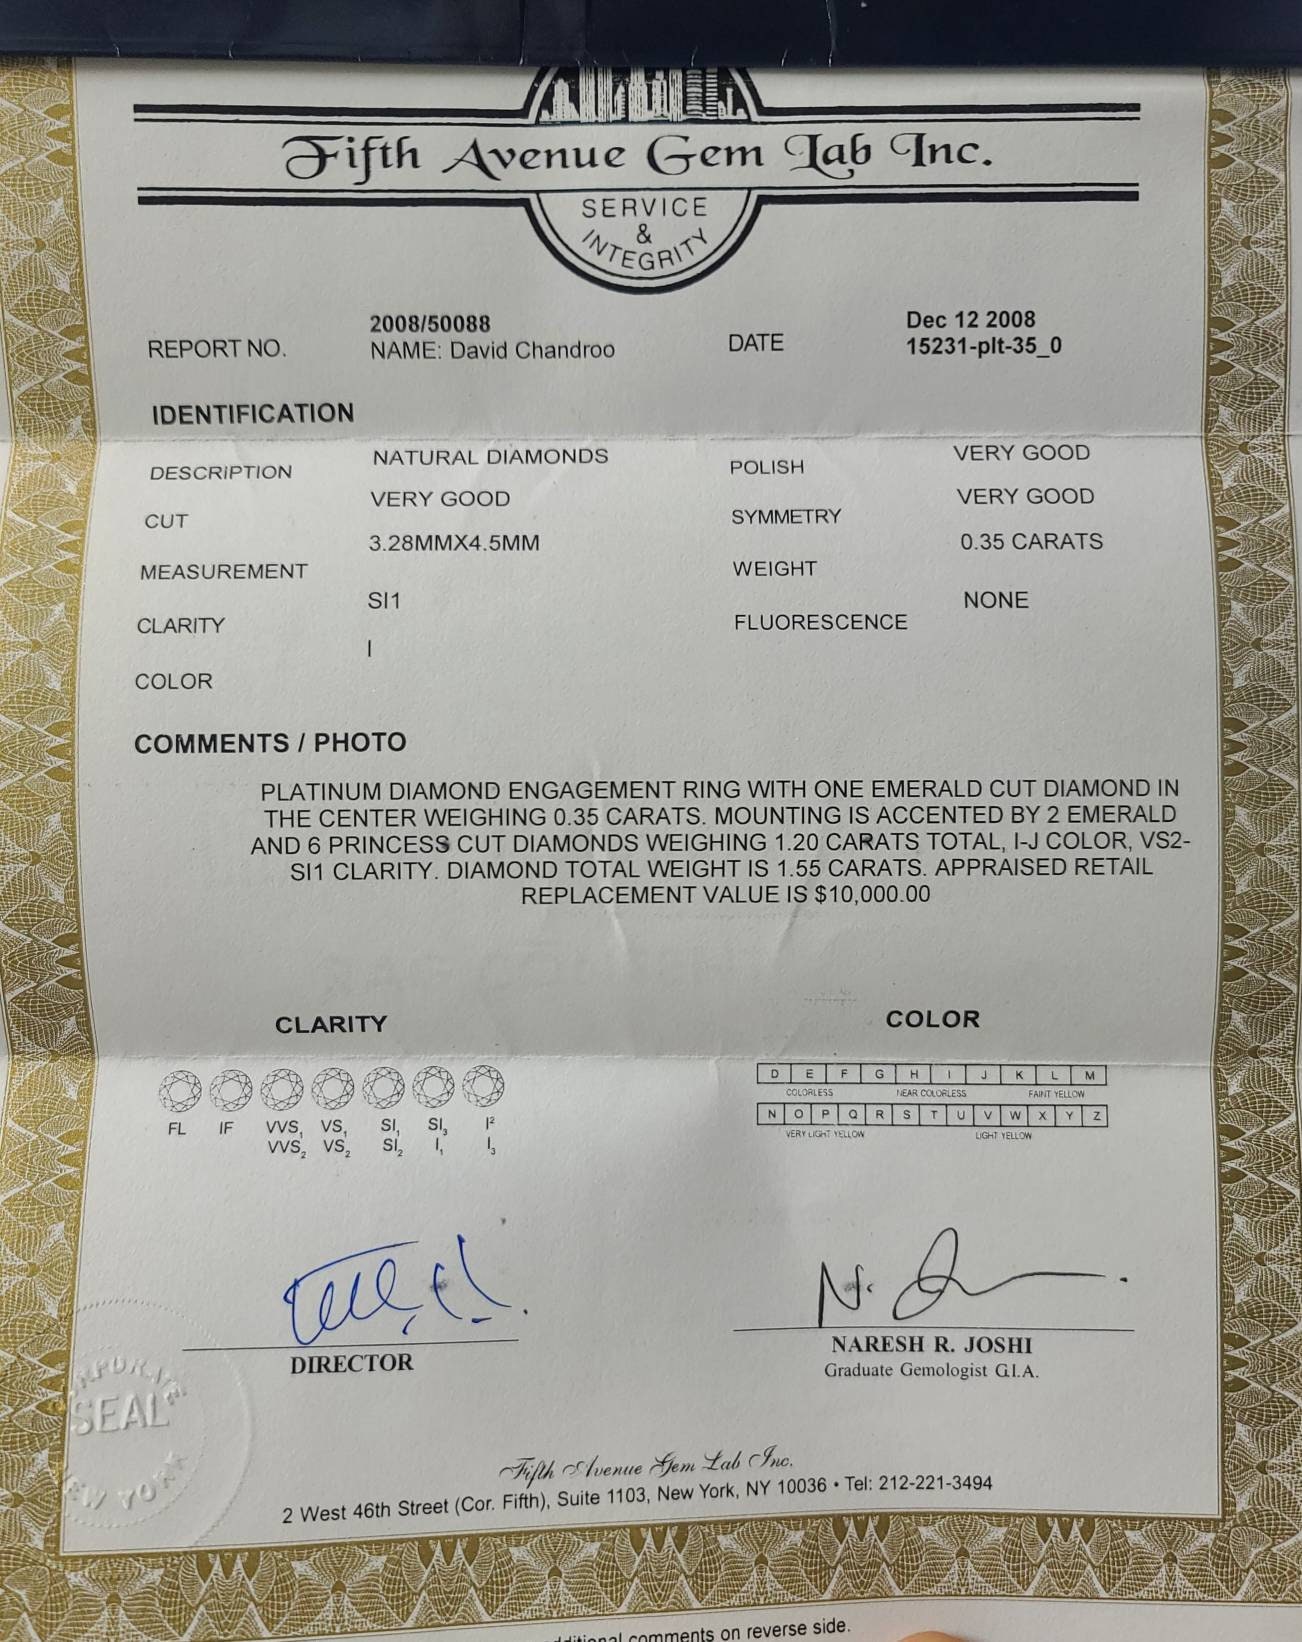 Fifth Avenue Gem Lab Inc.
SERVICE
&
INTEGRITY
REPORT NO.
2008/50088
NAME: David Chandroo
DATE
Dec 12 2008
15231-plt-35_0
IDENTIFICATION
DESCRIPTION NATURAL DIAMONDS
CUT VERY GOOD
MEASUREMENT 3.28MMX4.5MM
CLARITY SI1
COLOR I
POLISH VERY GOOD
SYMMETRY VERY GOOD
WEIGHT 0.35 CARATS
FLUORESCENCE NONE
COMMENTS / PHOTO
PLATINUM DIAMOND ENGAGEMENT RING WITH ONE EMERALD CUT DIAMOND IN
THE CENTER WEIGHING 0.35 CARATS. MOUNTING IS ACCENTED BY 2 EMERALD
AND 6 PRINCESS CUT DIAMONDS WEIGHING 1.20 CARATS TOTAL, I-J COLOR, VS2-
SI1 CLARITY. DIAMOND TOTAL WEIGHT IS 1.55 CARATS. APPRAISED RETAIL
REPLACEMENT VALUE IS $10,000.00
CLARITY
FL IF VVS1 VS1 SI1 SI3 I2
VVS2 VS2 SI2 I1 I3
COLOR
D E F G H I J K L M
COLORLESS NEAR COLORLESS FAINT YELLOW
N O P Q R S T U V W X Y Z
VERY LIGHT YELLOW LIGHT YELLOW
DIRECTOR
NARESH R. JOSHI
Graduate Gemologist G.I.A.
SEAL
Fifth Avenue Gem Lab Inc.
2 West 46th Street (Cor. Fifth), Suite 1103, New York, NY 10036 • Tel: 212-221-3494
comments on reverse side.